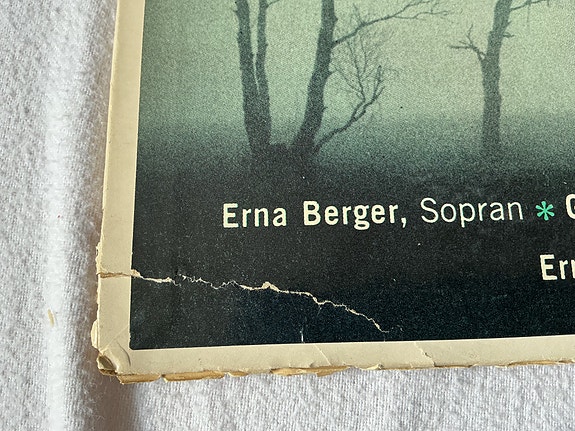 Erna Berger, Sopran *